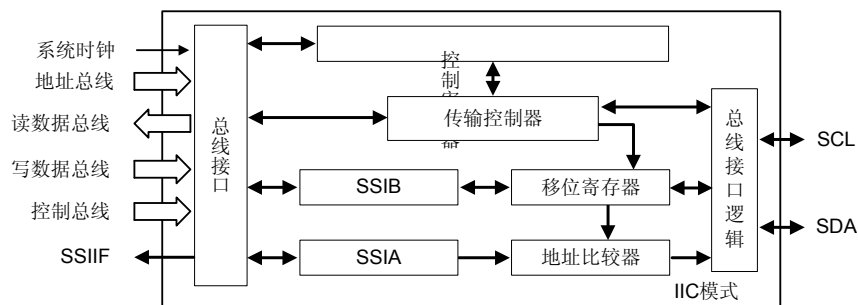 系统时钟
地址总线
读数据总线
写数据总线
控制总线
SSIIF
总线接口
控制
器
传输控制器
SSIB
移位寄存器
SSIA
地址比较器
总线接口逻辑
SCL
SDA
IIC模式